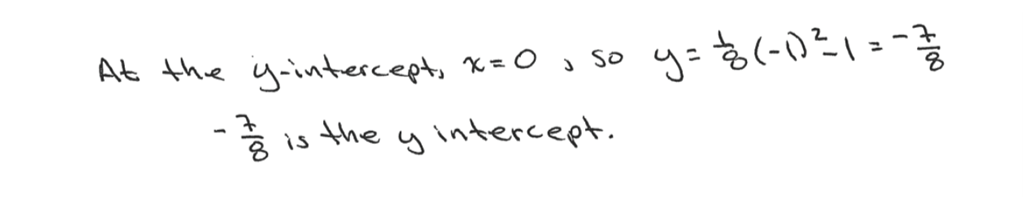 At the y-intercept, x=0, so y=⅛(-1)²-1=-⅞
-⅞ is the y intercept.